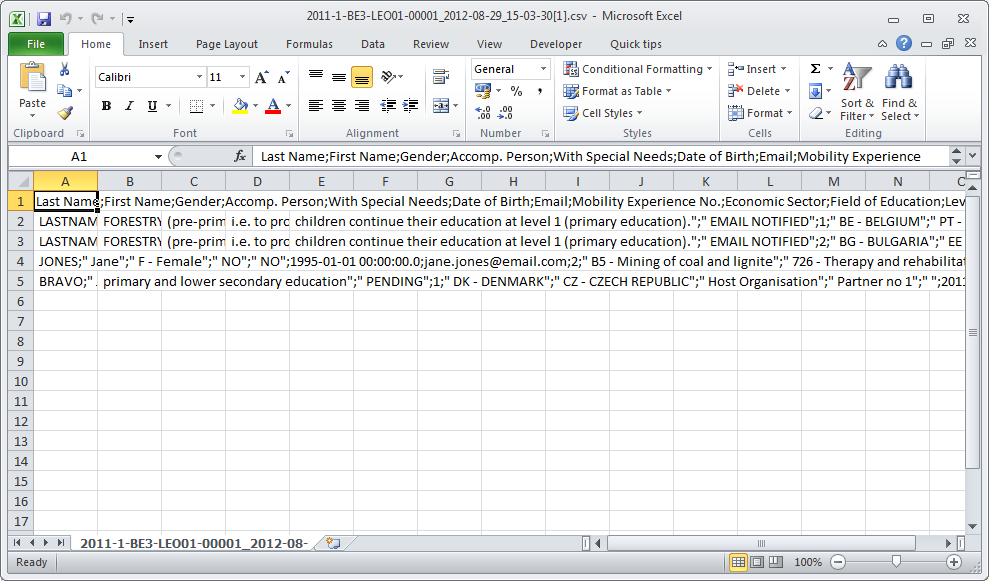 2011-1-BE3-LEO01-00001_2012-08-29_15-03-30[1].csv - Microsoft Excel
File Home Insert Page Layout Formulas Data Review View Developer Quick tips
Paste
Calibri 11
General
Conditional Formatting
Format as Table
Cell Styles
Insert
Delete
Format
Sort & Filter
Find & Select
Clipboard Font Alignment Number Styles Cells Editing
A1 fx Last Name;First Name;Gender;Accomp. Person;With Special Needs;Date of Birth;Email;Mobility Experience
A B C D E F G H I J K L M N
1 Last Name;First Name;Gender;Accomp. Person;With Special Needs;Date of Birth;Email;Mobility Experience No.;Economic Sector;Field of Education;Lev
2 LASTNAM FORESTRY (pre-prim i.e. to pro children continue their education at level 1 (primary education).";" EMAIL NOTIFIED";1;" BE - BELGIUM";" PT -
3 LASTNAM FORESTRY (pre-prim i.e. to pro children continue their education at level 1 (primary education).";" EMAIL NOTIFIED";2;" BG - BULGARIA";" EE
4 JONES;" Jane";" F - Female";" NO";" NO";1995-01-01 00:00:00.0;jane.jones@email.com;2;" B5 - Mining of coal and lignite";" 726 - Therapy and rehabilitat
5 BRAVO;" primary and lower secondary education";" PENDING";1;" DK - DENMARK";" CZ - CZECH REPUBLIC";" Host Organisation";" Partner no 1";" ";201
6
7
8
9
10
11
12
13
14
15
16
17
2011-1-BE3-LEO01-00001_2012-08-
Ready 100%